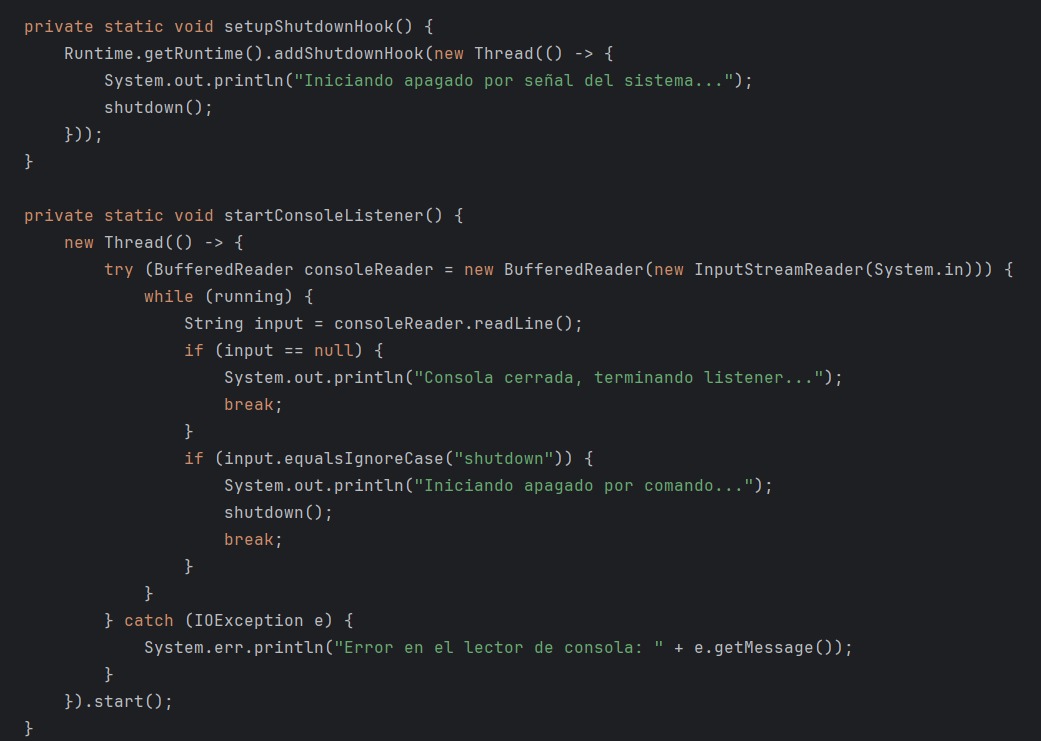 private static void setupShutdownHook() {
    Runtime.getRuntime().addShutdownHook(new Thread(() -> {
        System.out.println("Iniciando apagado por señal del sistema...");
        shutdown();
    }));
}

private static void startConsoleListener() {
    new Thread(() -> {
        try (BufferedReader consoleReader = new BufferedReader(new InputStreamReader(System.in))) {
            while (running) {
                String input = consoleReader.readLine();
                if (input == null) {
                    System.out.println("Consola cerrada, terminando listener...");
                    break;
                }
                if (input.equalsIgnoreCase("shutdown")) {
                    System.out.println("Iniciando apagado por comando...");
                    shutdown();
                    break;
                }
            }
        } catch (IOException e) {
            System.err.println("Error en el lector de consola: " + e.getMessage());
        }
    }).start();
}